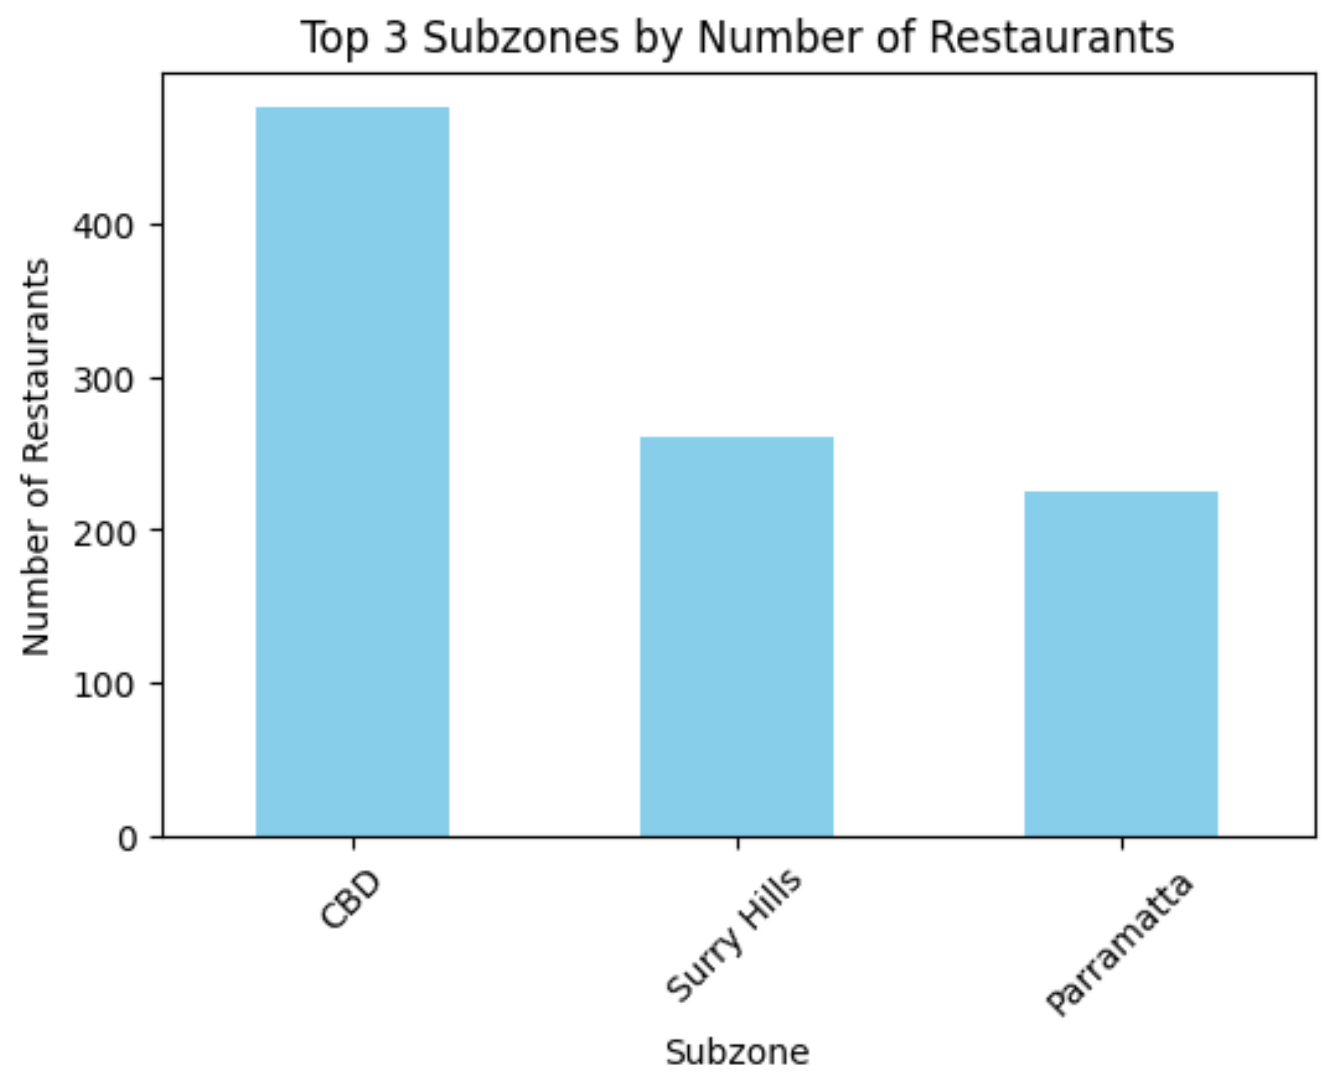 Top 3 Subzones by Number of Restaurants
Number of Restaurants
400
300
200
100
0
CBD
Surry Hills
Parramatta
Subzone